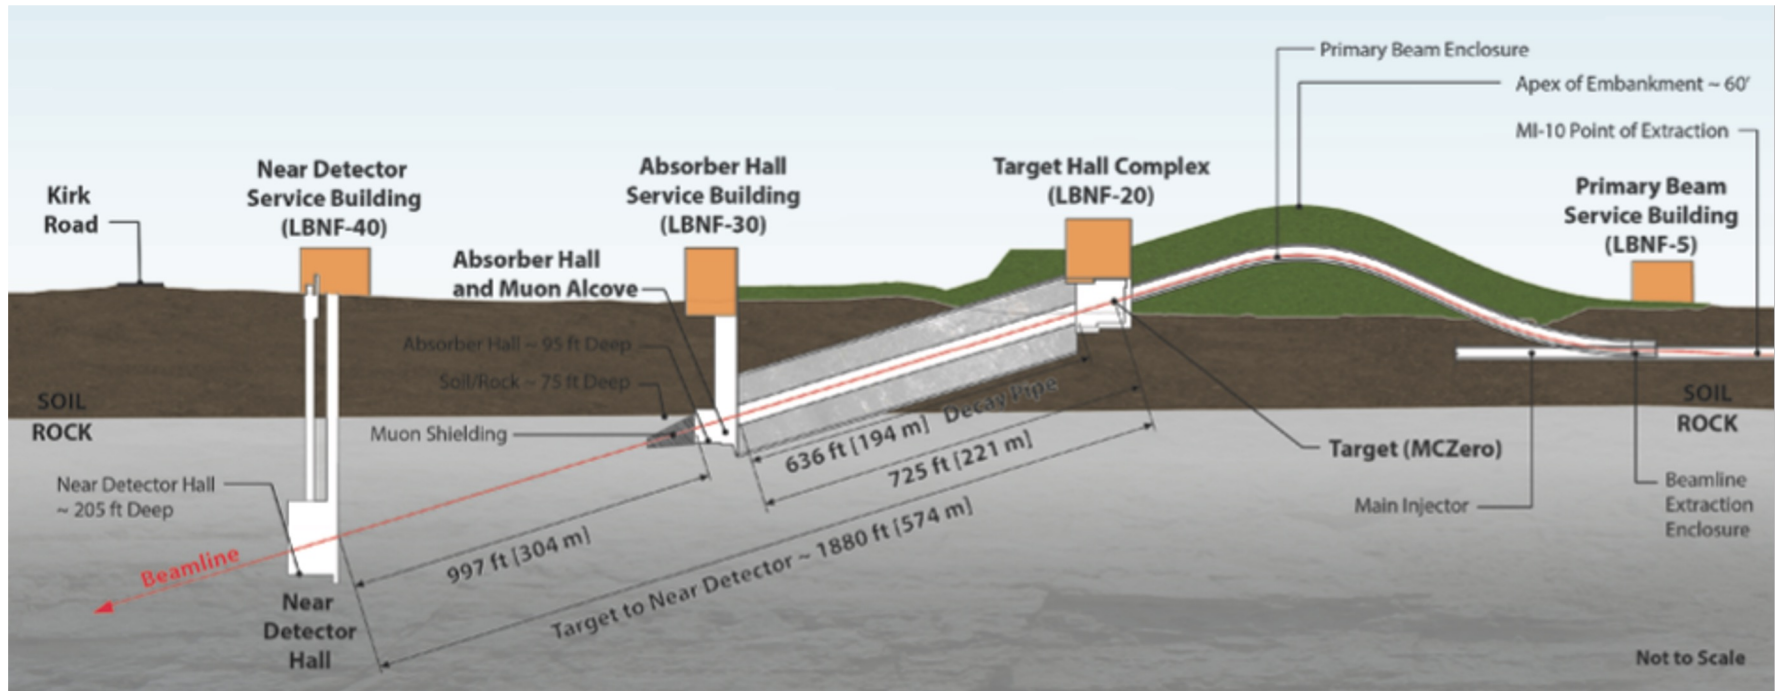 Primary Beam Enclosure
Apex of Embankment ~ 60'
MI-10 Point of Extraction
Kirk
Road
Near Detector
Service Building
(LBNF-40)
Absorber Hall
Service Building
(LBNF-30)
Target Hall Complex
(LBNF-20)
Primary Beam
Service Building
(LBNF-5)
Absorber Hall
and Muon Alcove
Absorber Hall ~ 95 ft Deep
Soil/Rock ~ 75 ft Deep
SOIL
ROCK
Muon Shielding
Near Detector Hall
~ 205 ft Deep
Beamline
Near
Detector
Hall
997 ft [304 m]
636 ft [194 m] Decay Pipe
725 ft [221 m]
Target to Near Detector ~ 1880 ft [574 m]
Target (MCZero)
Main Injector
SOIL
ROCK
Beamline
Extraction
Enclosure
Not to Scale